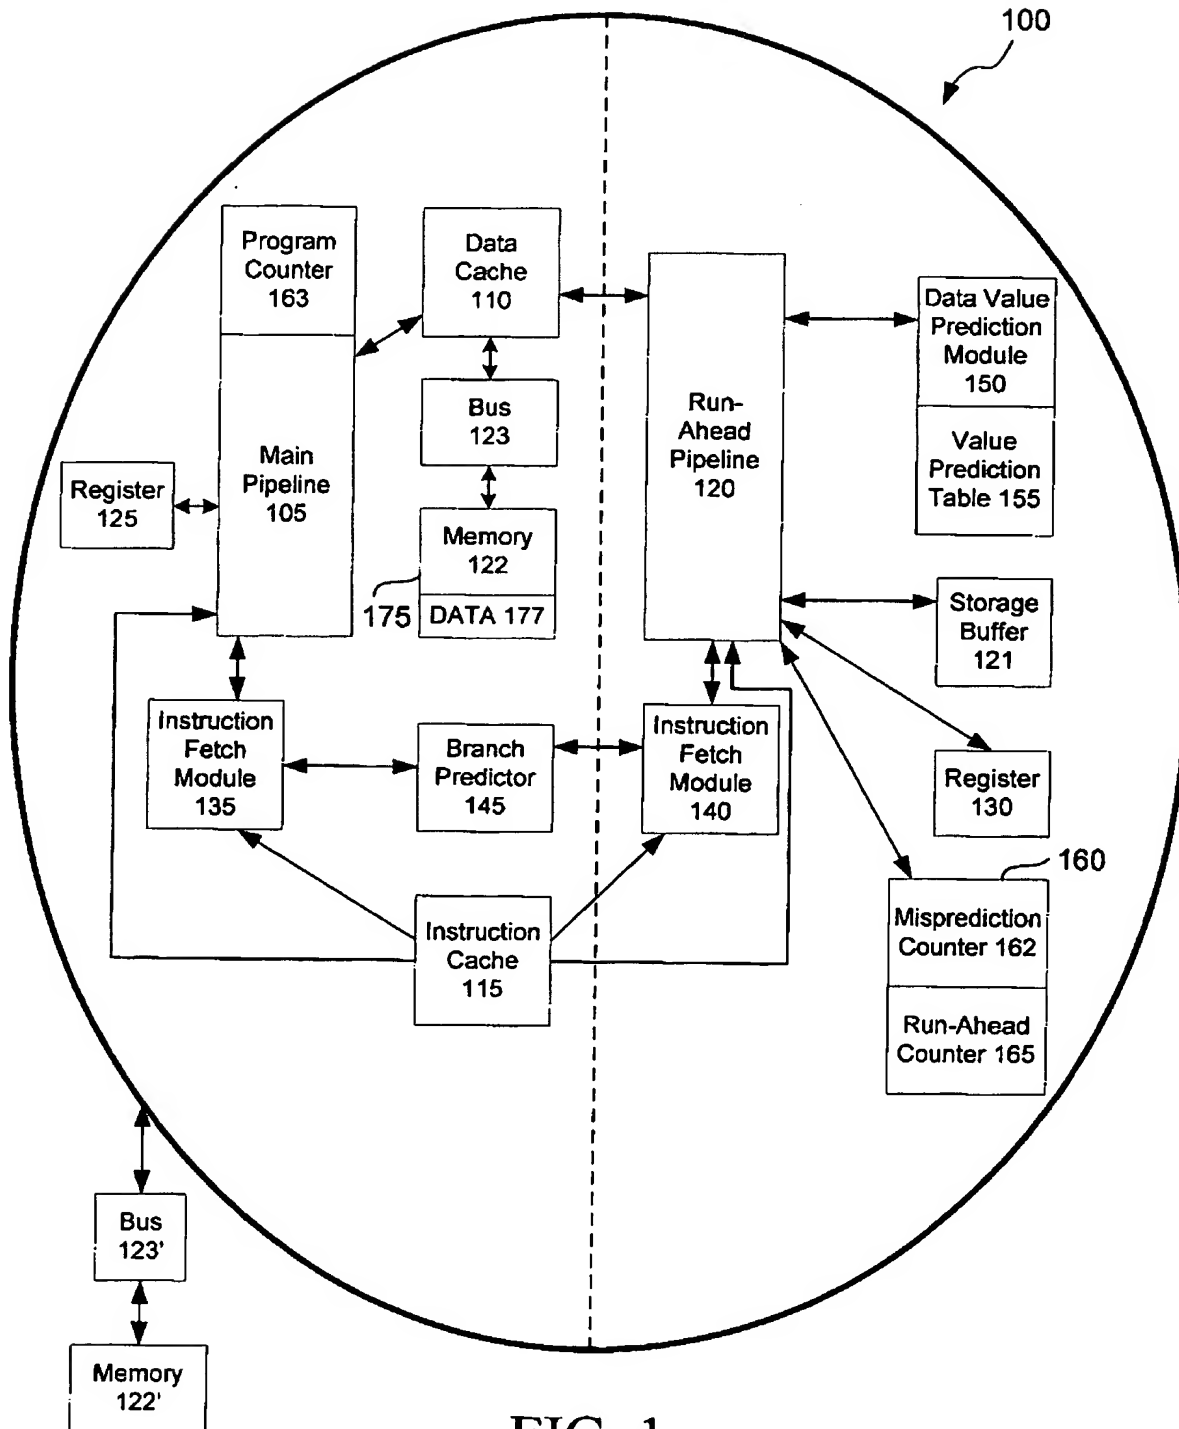 100
Program
Counter
163
Main
Pipeline
105
Data
Cache
110
Bus
123
Memory
122
DATA 177
175
Register
125
Run-
Ahead
Pipeline
120
Data Value
Prediction
Module
150
Value
Prediction
Table 155
Storage
Buffer
121
Instruction
Fetch
Module
135
Branch
Predictor
145
Instruction
Fetch
Module
140
Register
130
160
Misprediction
Counter 162
Run-Ahead
Counter 165
Instruction
Cache
115
Bus
123'
Memory
122'
FIG. 1